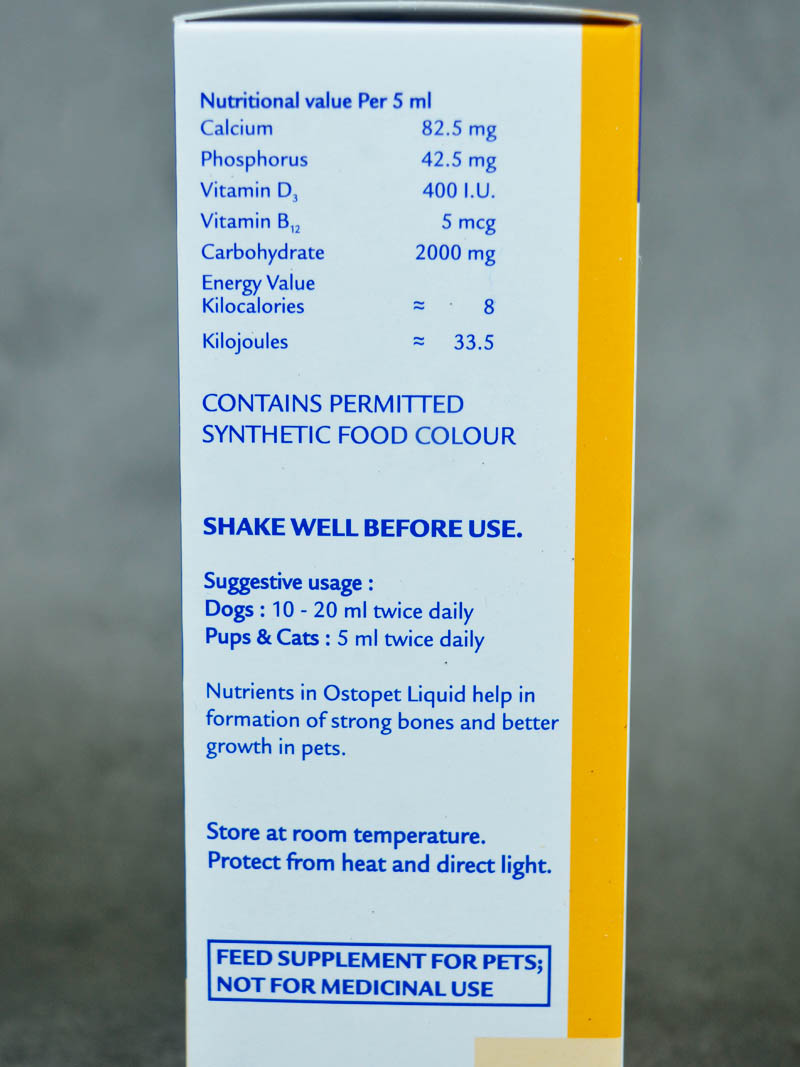 Nutritional value Per 5 ml
Calcium 82.5 mg
Phosphorus 42.5 mg
Vitamin D₃ 400 I.U.
Vitamin B₁₂ 5 mcg
Carbohydrate 2000 mg
Energy Value
Kilocalories ≈ 8
Kilojoules ≈ 33.5
CONTAINS PERMITTED
SYNTHETIC FOOD COLOUR
SHAKE WELL BEFORE USE.
Suggestive usage :
Dogs : 10 - 20 ml twice daily
Pups & Cats : 5 ml twice daily
Nutrients in Ostopet Liquid help in
formation of strong bones and better
growth in pets.
Store at room temperature.
Protect from heat and direct light.
FEED SUPPLEMENT FOR PETS;
NOT FOR MEDICINAL USE